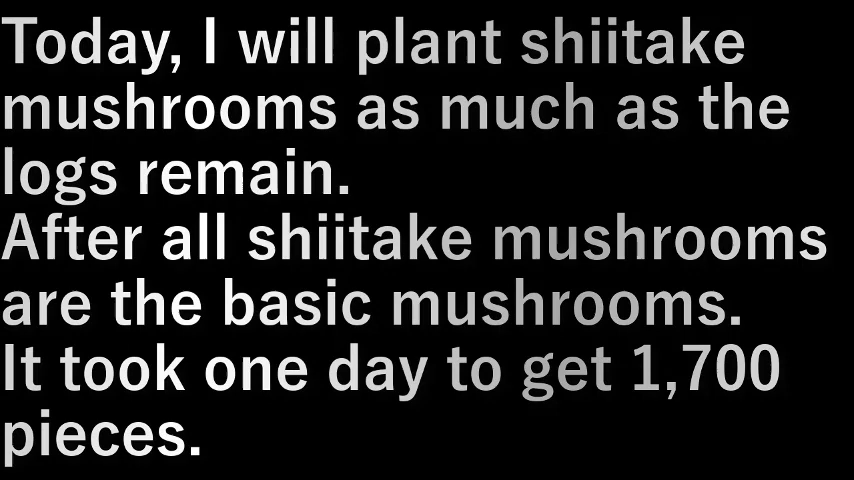 Today, I will plant shiitake
mushrooms as much as the
logs remain.
After all shiitake mushrooms
are the basic mushrooms.
It took one day to get 1,700
pieces.